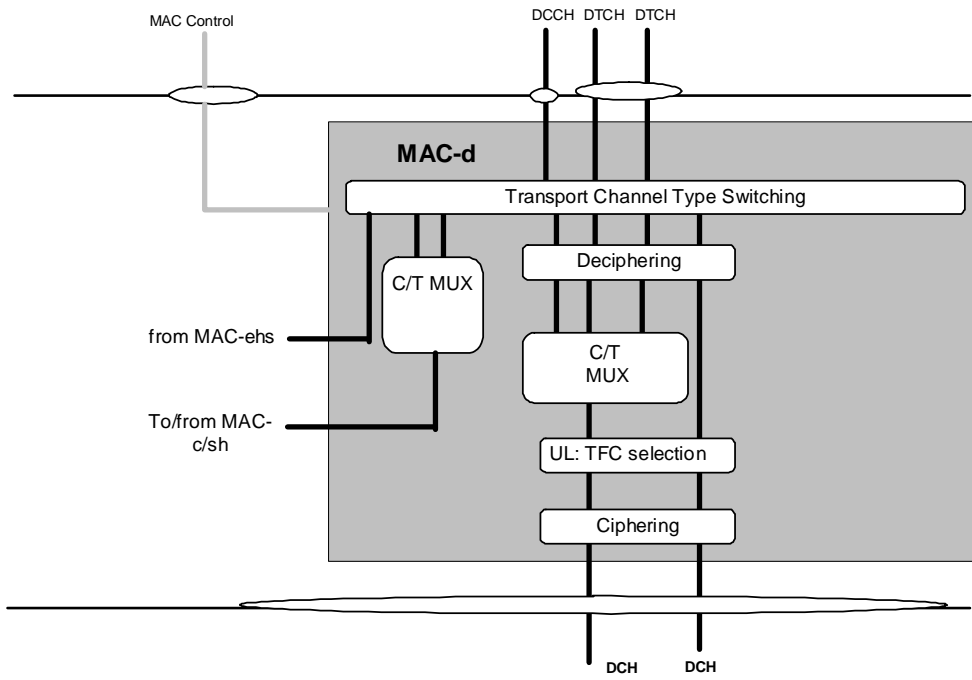 MAC Control
DCCH
DTCH
DTCH
MAC-d
Transport Channel Type Switching
Deciphering
C/T MUX
from MAC-ehs
C/T
MUX
To/from MAC-
c/sh
UL: TFC selection
Ciphering
DCH
DCH